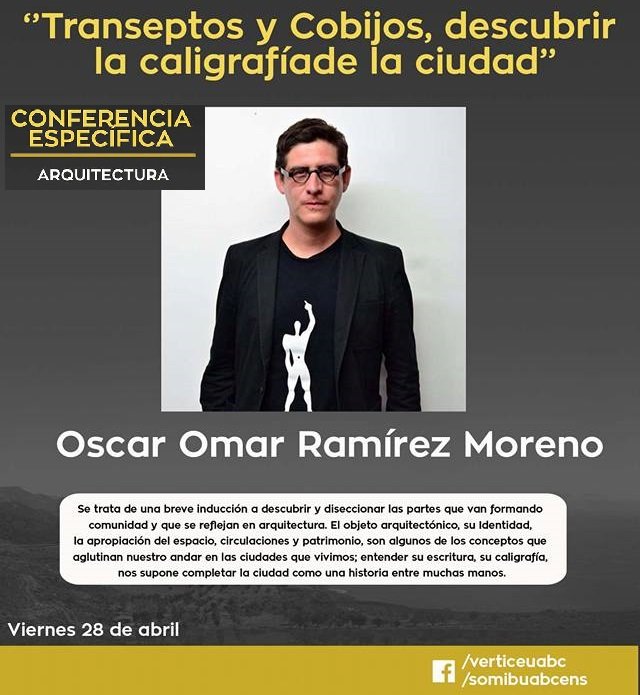 ‘’Transeptos y Cobijos, descubrir
la caligrafíade la ciudad’’
CONFERENCIA
ESPECÍFICA
ARQUITECTURA
Oscar Omar Ramírez Moreno
Se trata de una breve inducción a descubrir y diseccionar las partes que van formando
comunidad y que se reflejan en arquitectura. El objeto arquitectónico, su Identidad,
la apropiación del espacio, circulaciones y patrimonio, son algunos de los conceptos que
aglutinan nuestro andar en las ciudades que vivimos; entender su escritura, su caligrafía,
nos supone completar la ciudad como una historia entre muchas manos.
Viernes 28 de abril
f /verticeuabc
/somibuabcens